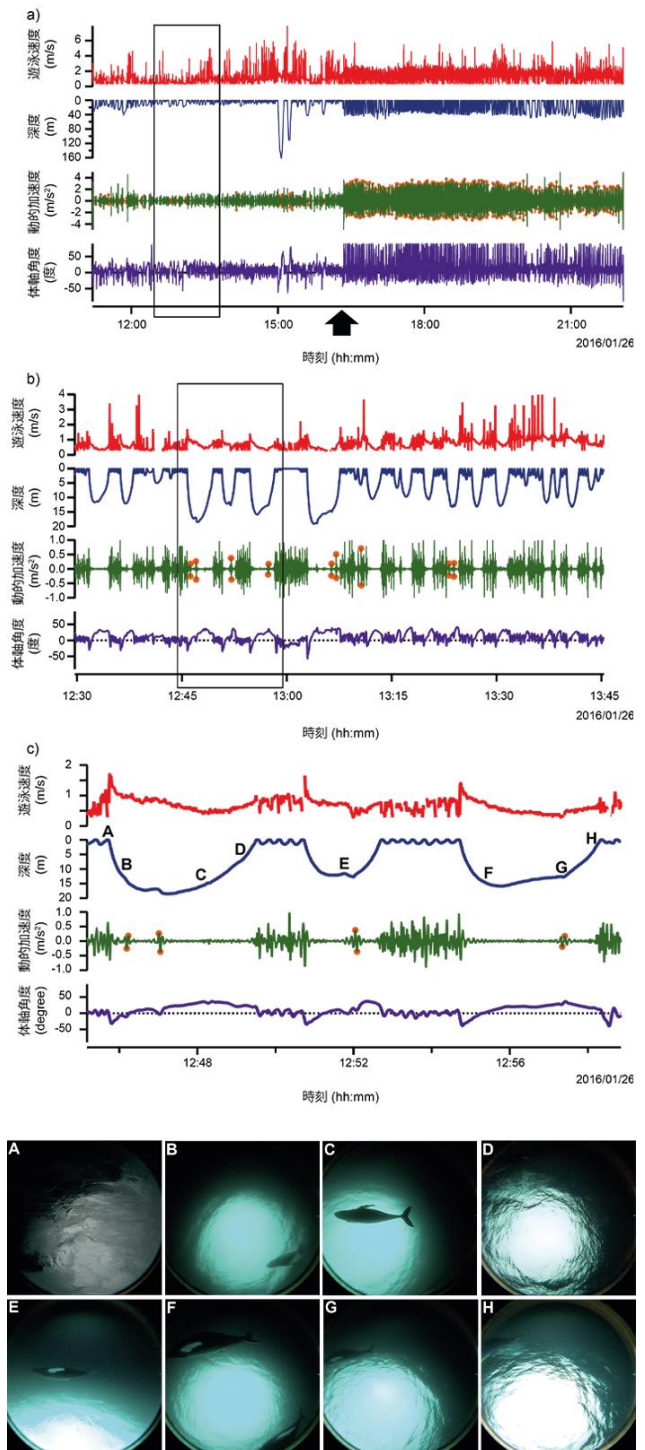 a)
遊泳速度
(m/s)
6
4
2
0
深度
(m)
0
40
80
120
160
動的加速度
(m/s²)
4
2
0
-2
-4
体軸角度
(度)
50
0
-50
12:00 15:00 18:00 21:00
2016/01/26
時刻 (hh:mm)
b)
遊泳速度
(m/s)
4
3
2
1
0
深度
(m)
0
5
10
15
20
動的加速度
(m/s²)
1.0
0.5
0.0
-0.5
-1.0
体軸角度
(度)
50
0
-50
12:30 12:45 13:00 13:15 13:30 13:45
2016/01/26
時刻 (hh:mm)
c)
遊泳速度
(m/s)
2
1
0
深度
(m)
0
5
10
15
20
A
B
C
D
E
F
G
H
動的加速度
(m/s²)
1.0
0.5
0.0
-0.5
-1.0
体軸角度
(degree)
50
0
-50
12:48 12:52 12:56
2016/01/26
時刻 (hh:mm)
A B C D
E F G H